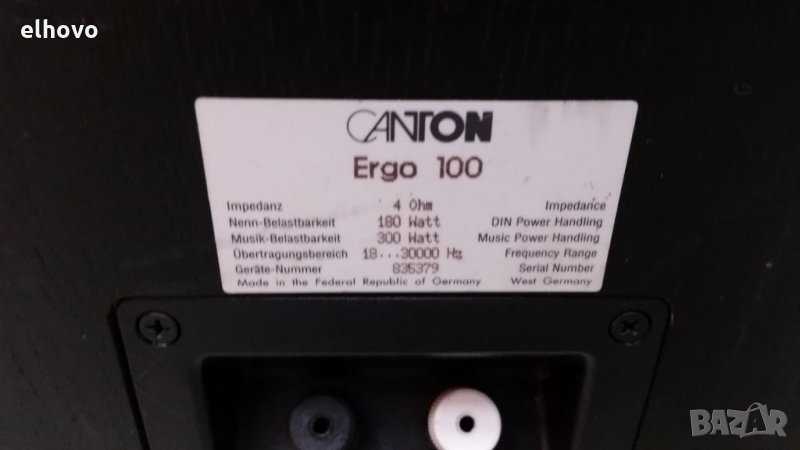 elhovo
CANTON
Ergo 100
Impedanz 4 Ohm Impedance
Nenn-Belastbarkeit 180 Watt DIN Power Handling
Musik-Belastbarkeit 300 Watt Music Power Handling
Übertragungsbereich 18...30000 Hz Frequency Range
Geräte-Nummer 835379 Serial Number
Made in the Federal Republic of Germany West Germany
BAZAR